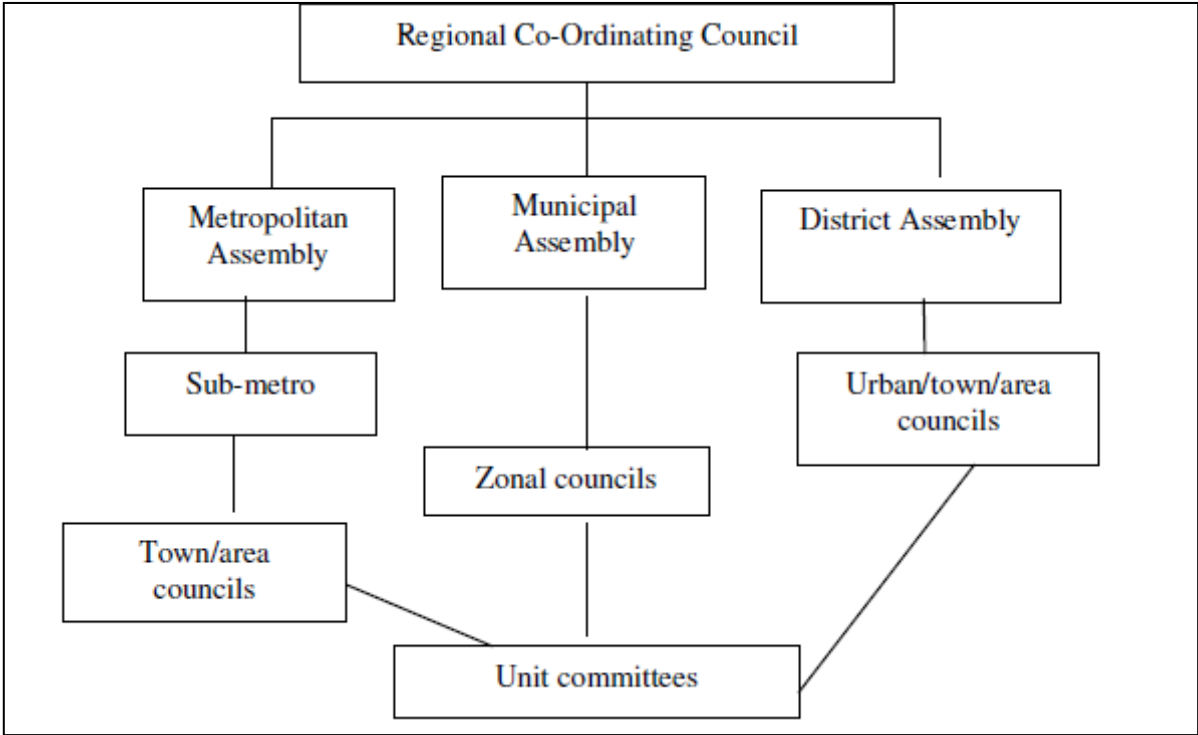 Regional Co-Ordinating Council
Metropolitan
Assembly
Municipal
Assembly
District Assembly
Sub-metro
Urban/town/area
councils
Zonal councils
Town/area
councils
Unit committees